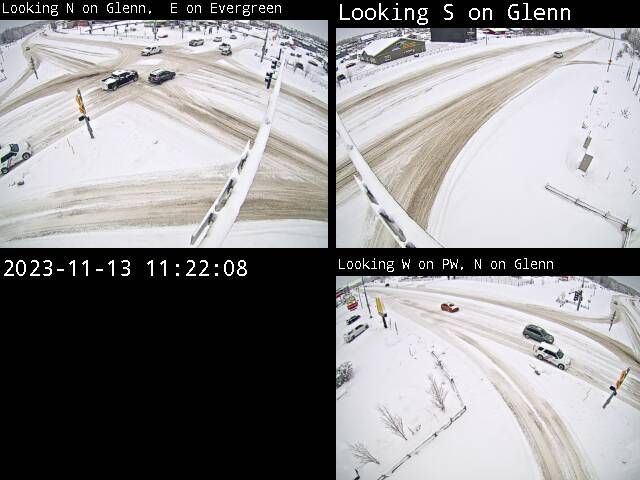 Looking N on Glenn,  E on Evergreen
Looking S on Glenn
2023-11-13 11:22:08
Looking W on PW, N on Glenn